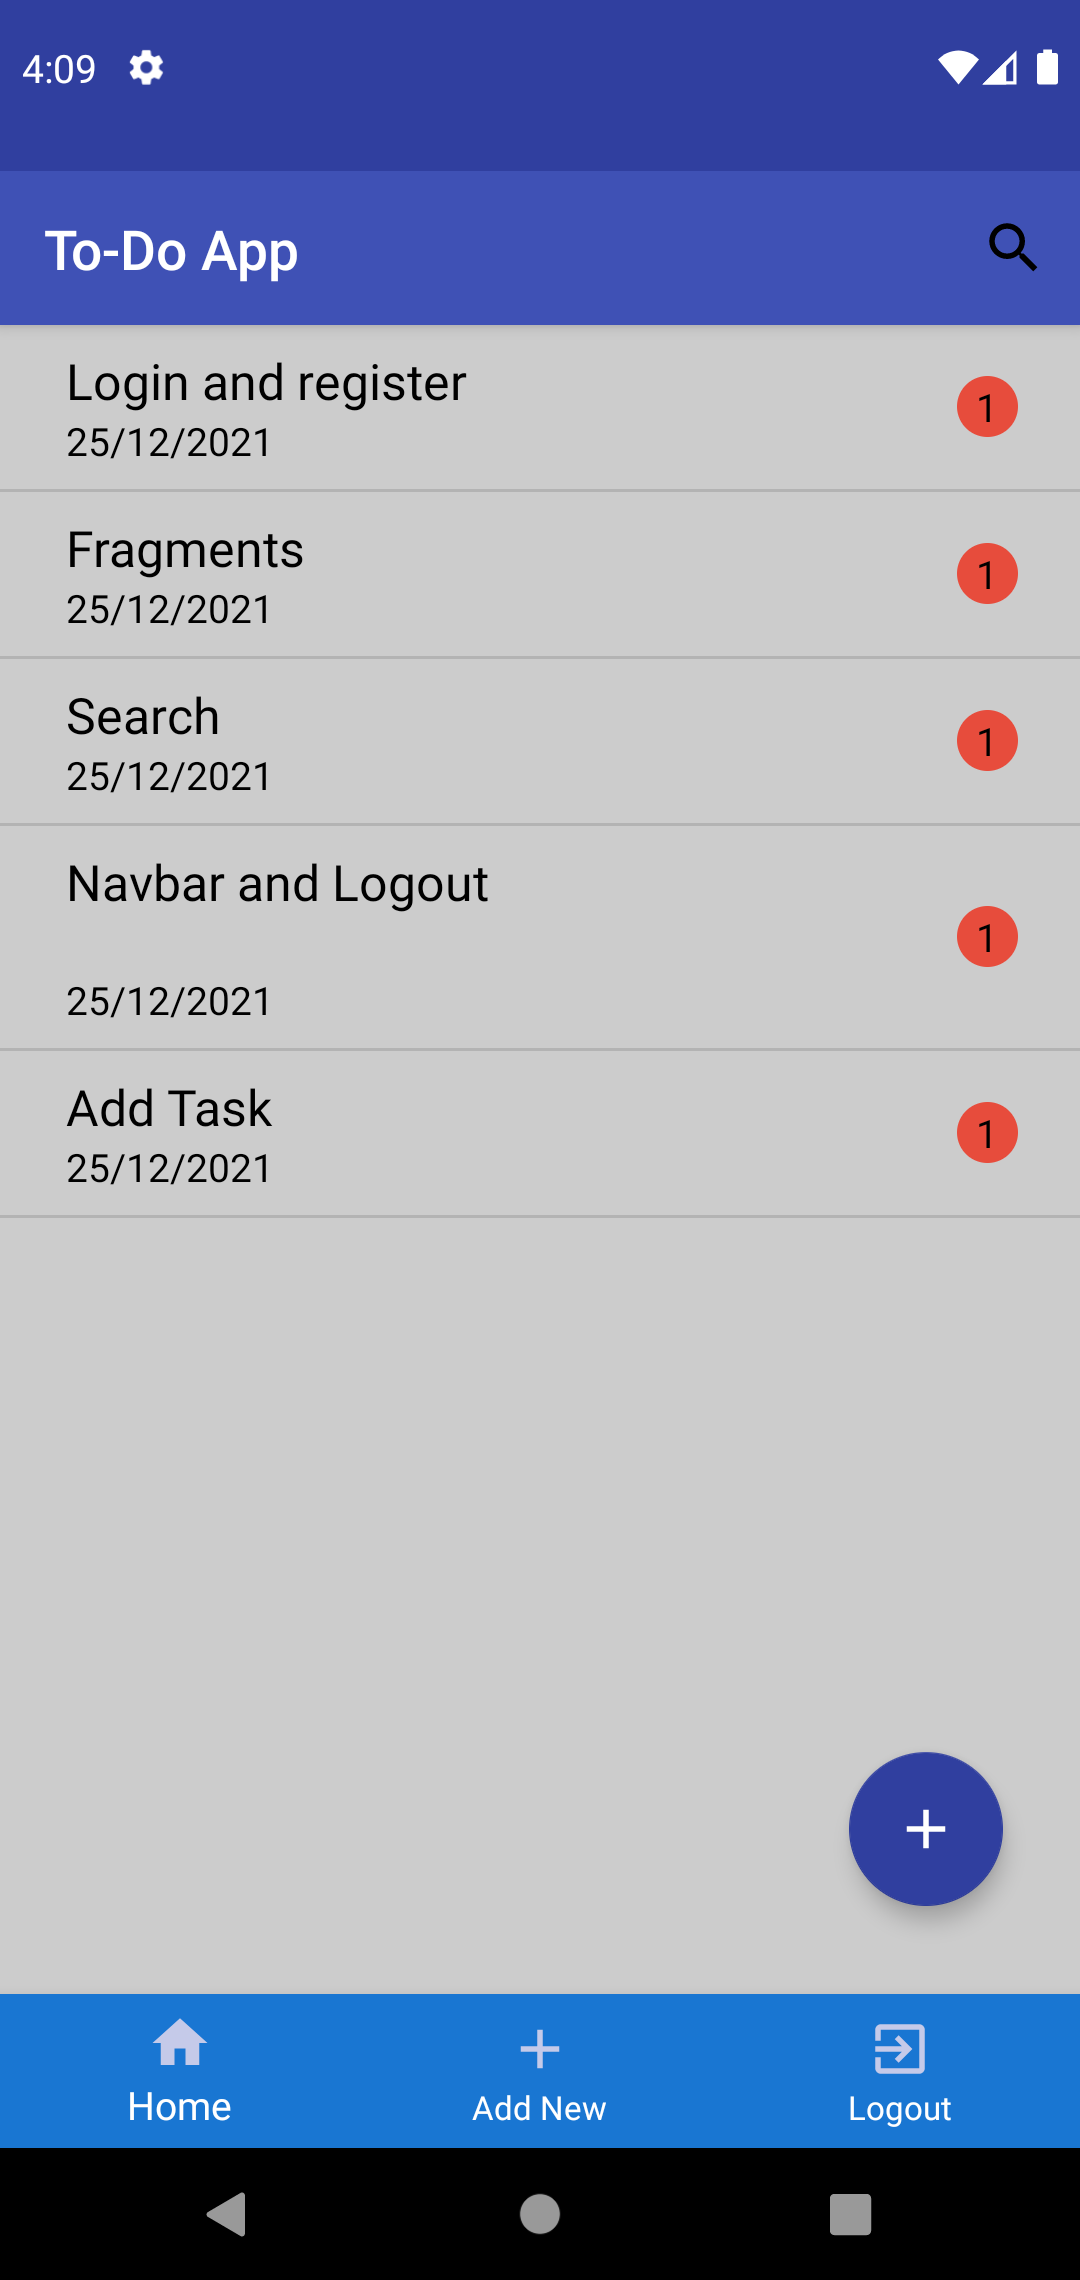 4:09
To-Do App
Login and register
25/12/2021
1
Fragments
25/12/2021
1
Search
25/12/2021
1
Navbar and Logout
25/12/2021
1
Add Task
25/12/2021
1
Home
Add New
Logout